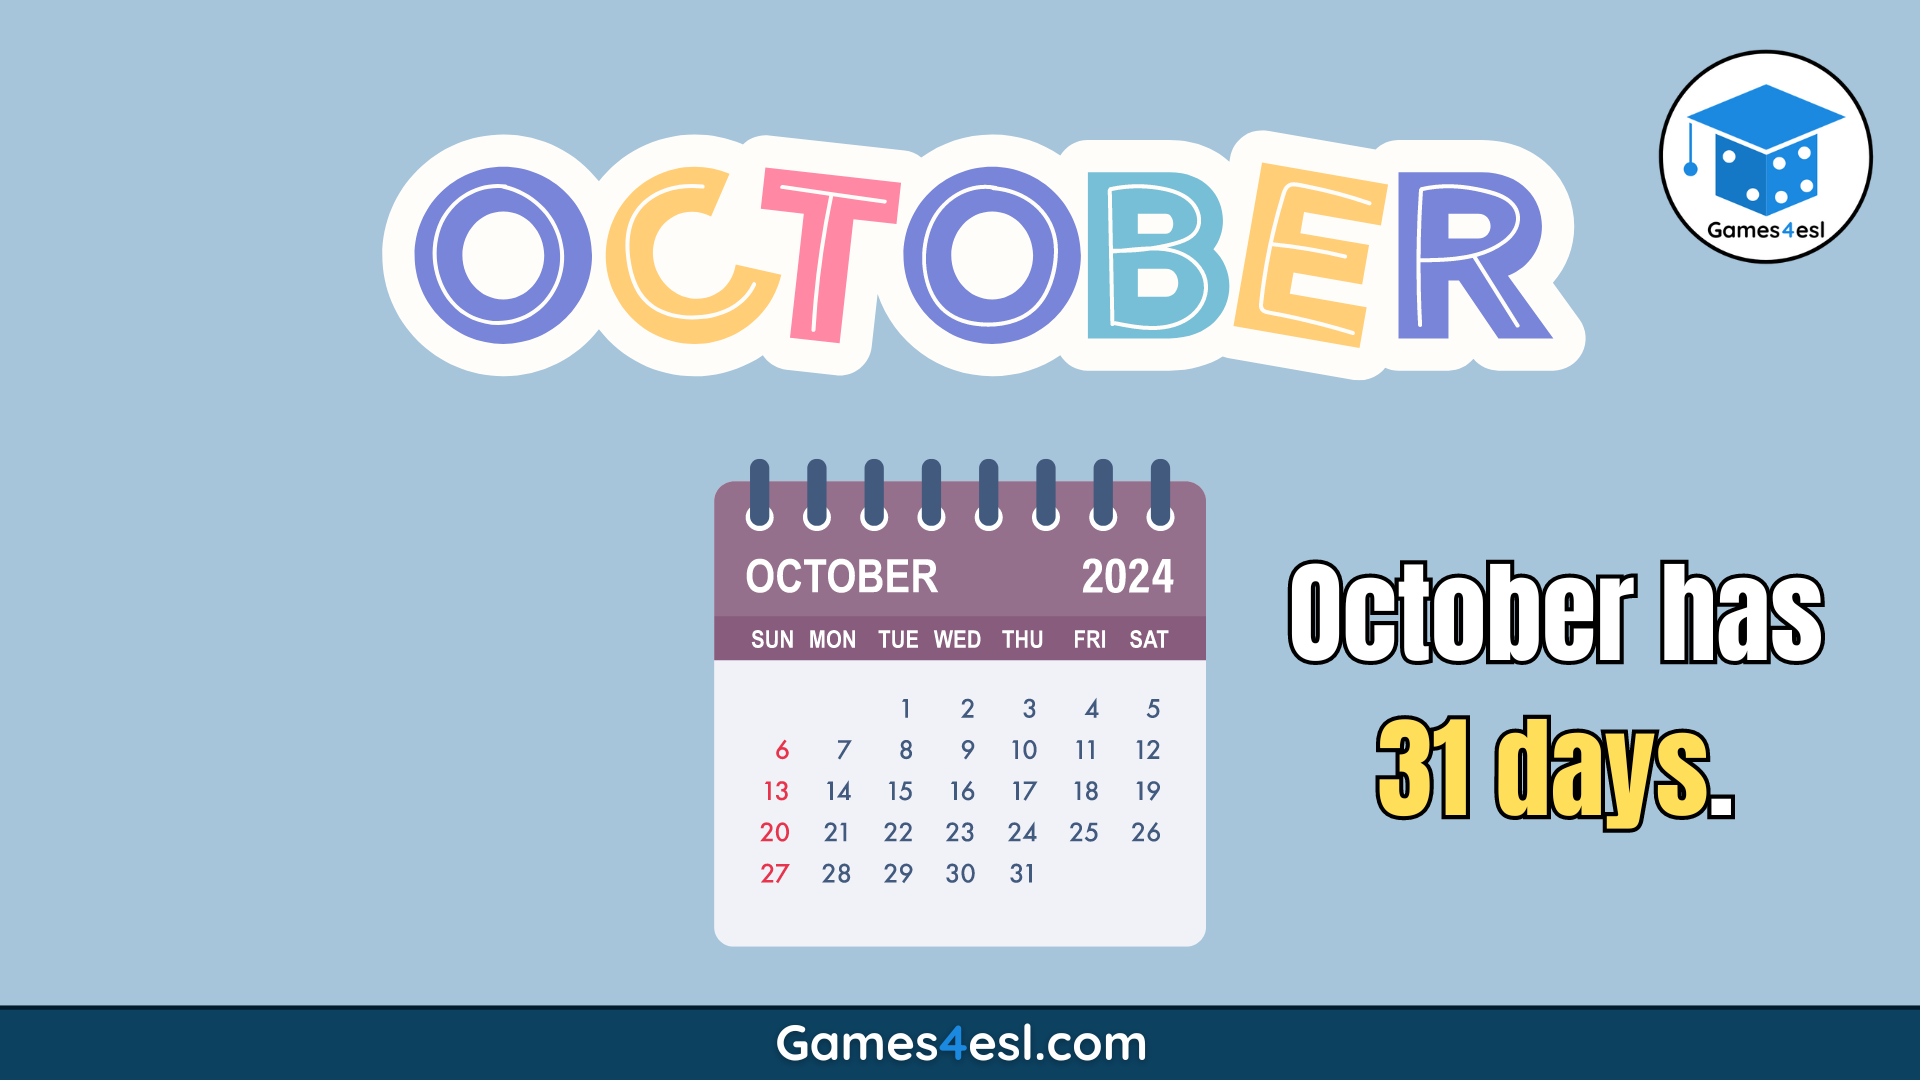 OCTOBER
Games4esl
OCTOBER 2024
SUN MON TUE WED THU FRI SAT
1 2 3 4 5
6 7 8 9 10 11 12
13 14 15 16 17 18 19
20 21 22 23 24 25 26
27 28 29 30 31
October has
31 days.
Games4esl.com